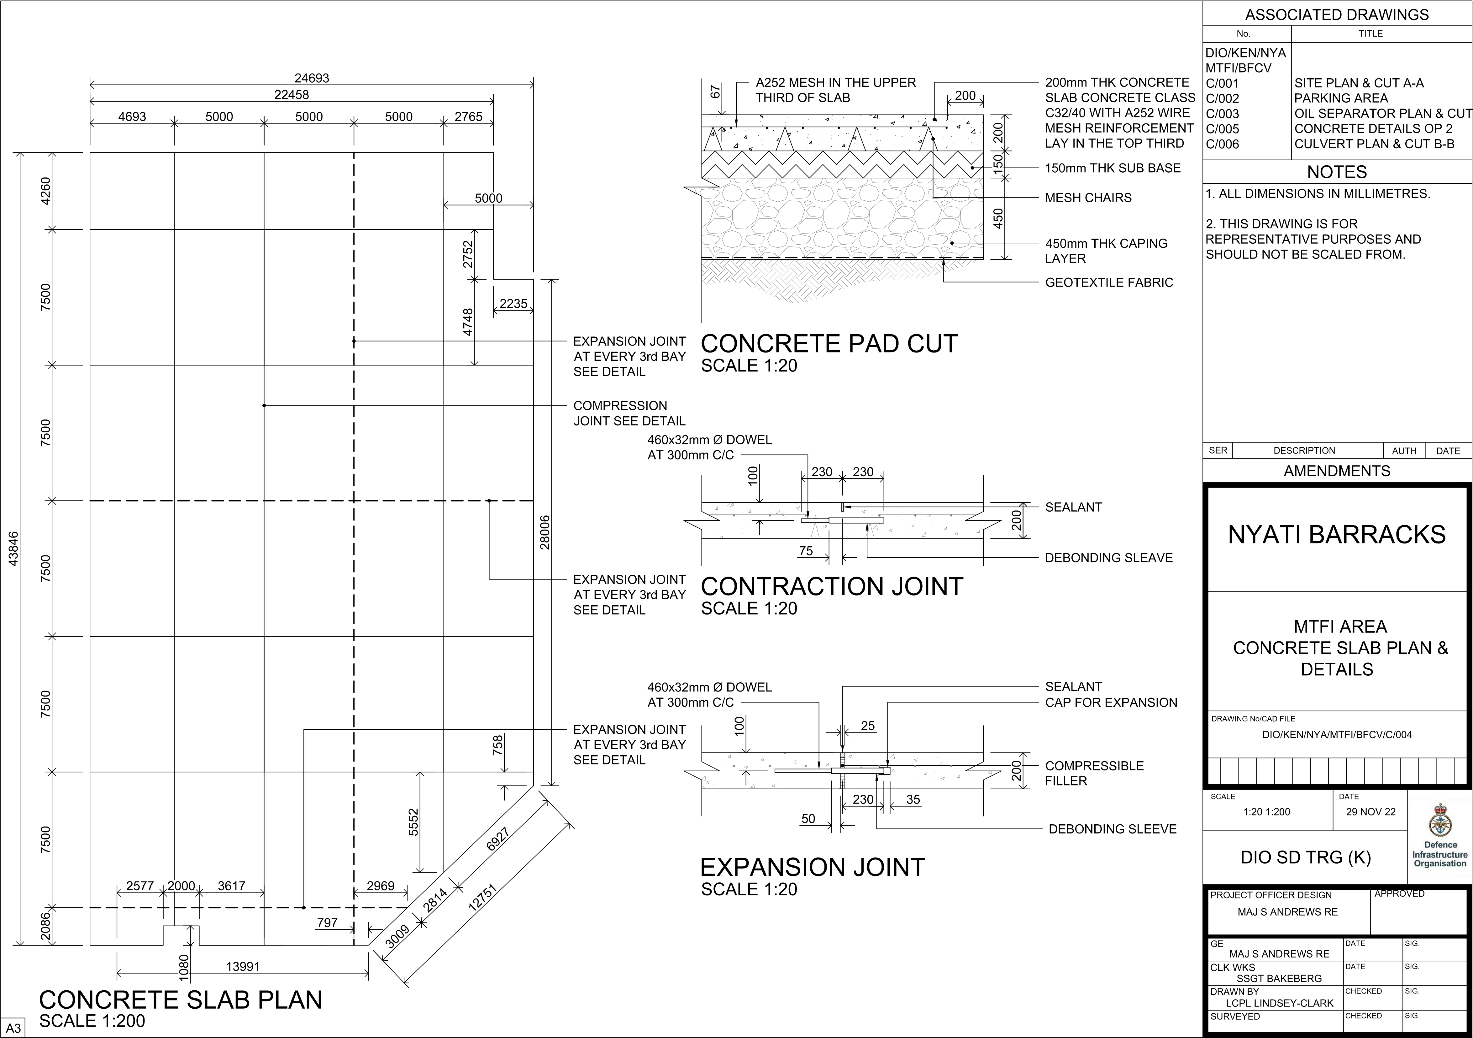 24693
22458
4693
5000
5000
5000
2765
4260
7500
7500
7500
7500
7500
2086
43846
5000
2752
4748
2235
28006
758
5552
6927
2814
12751
3009
2577
2000
3617
2969
797
1080
13991
EXPANSION JOINT
AT EVERY 3rd BAY
SEE DETAIL
COMPRESSION
JOINT SEE DETAIL
EXPANSION JOINT
AT EVERY 3rd BAY
SEE DETAIL
EXPANSION JOINT
AT EVERY 3rd BAY
SEE DETAIL
CONCRETE SLAB PLAN
SCALE 1:200
A3
67
A252 MESH IN THE UPPER
THIRD OF SLAB
200
200
150
450
200mm THK CONCRETE
SLAB CONCRETE CLASS
C32/40 WITH A252 WIRE
MESH REINFORCEMENT
LAY IN THE TOP THIRD
150mm THK SUB BASE
MESH CHAIRS
450mm THK CAPING
LAYER
GEOTEXTILE FABRIC
CONCRETE PAD CUT
SCALE 1:20
460x32mm Ø DOWEL
AT 300mm C/C
100
230
230
75
200
SEALANT
DEBONDING SLEAVE
CONTRACTION JOINT
SCALE 1:20
460x32mm Ø DOWEL
AT 300mm C/C
100
25
230
35
50
200
SEALANT
CAP FOR EXPANSION
COMPRESSIBLE
FILLER
DEBONDING SLEEVE
EXPANSION JOINT
SCALE 1:20
ASSOCIATED DRAWINGS
No. TITLE
DIO/KEN/NYA
MTFI/BFCV
C/001 SITE PLAN & CUT A-A
C/002 PARKING AREA
C/003 OIL SEPARATOR PLAN & CUT
C/005 CONCRETE DETAILS OP 2
C/006 CULVERT PLAN & CUT B-B
NOTES
1. ALL DIMENSIONS IN MILLIMETRES.
2. THIS DRAWING IS FOR
REPRESENTATIVE PURPOSES AND
SHOULD NOT BE SCALED FROM.
SER DESCRIPTION AUTH DATE
AMENDMENTS
NYATI BARRACKS
MTFI AREA
CONCRETE SLAB PLAN &
DETAILS
DRAWING No/CAD FILE
DIO/KEN/NYA/MTFI/BFCV/C/004
SCALE DATE
1:20 1:200 29 NOV 22
DIO SD TRG (K)
Defence
Infrastructure
Organisation
PROJECT OFFICER DESIGN APPROVED
MAJ S ANDREWS RE
GE DATE SIG.
MAJ S ANDREWS RE
CLK WKS DATE SIG.
SSGT BAKEBERG
DRAWN BY CHECKED SIG.
LCPL LINDSEY-CLARK
SURVEYED CHECKED SIG.